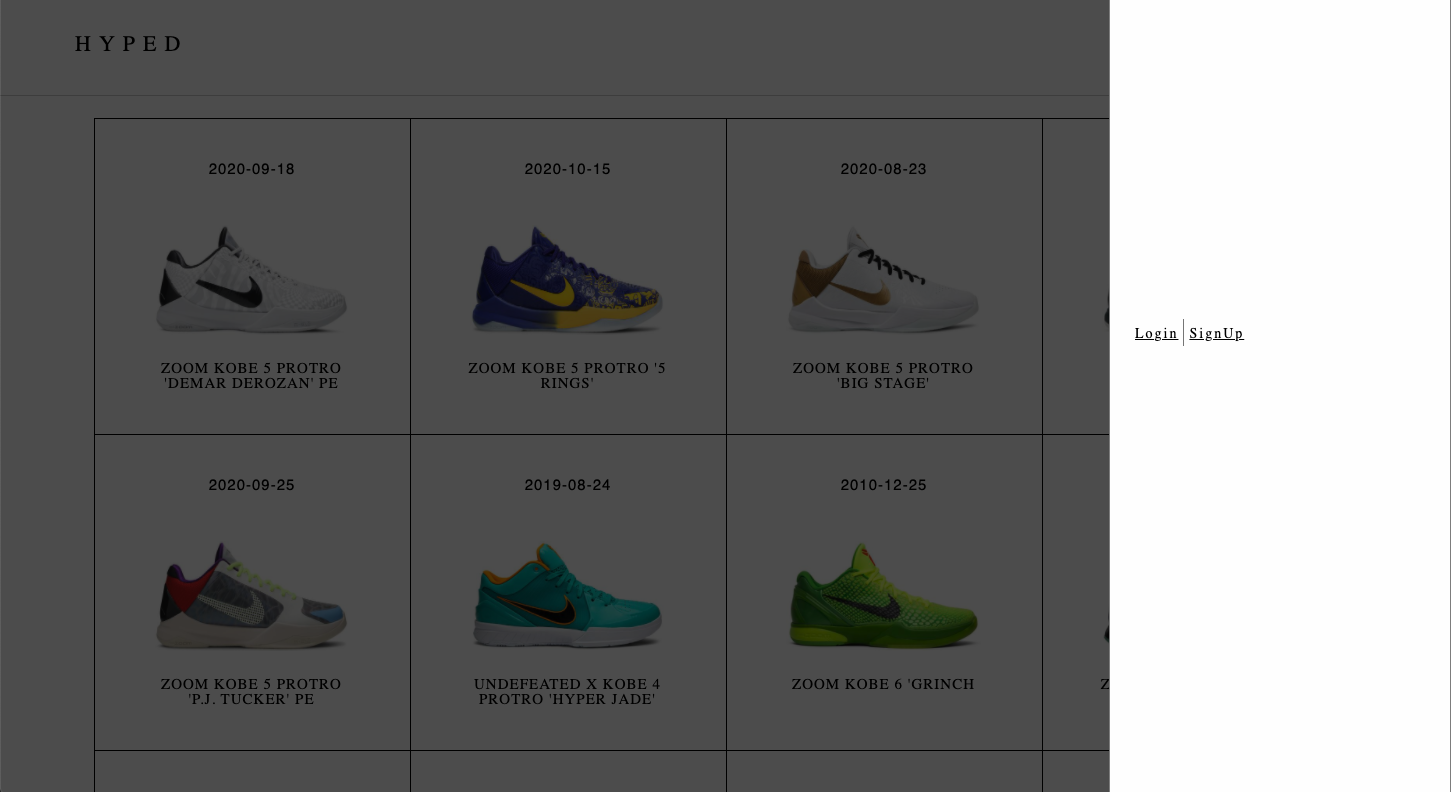 HYPED
2020-09-18
2020-10-15
2020-08-23
ZOOM KOBE 5 PROTRO
'DEMAR DEROZAN' PE
ZOOM KOBE 5 PROTRO '5
RINGS'
ZOOM KOBE 5 PROTRO
'BIG STAGE'
Login
SignUp
2020-09-25
2019-08-24
2010-12-25
ZOOM KOBE 5 PROTRO
'P.J. TUCKER' PE
UNDEFEATED X KOBE 4
PROTRO 'HYPER JADE'
ZOOM KOBE 6 'GRINCH